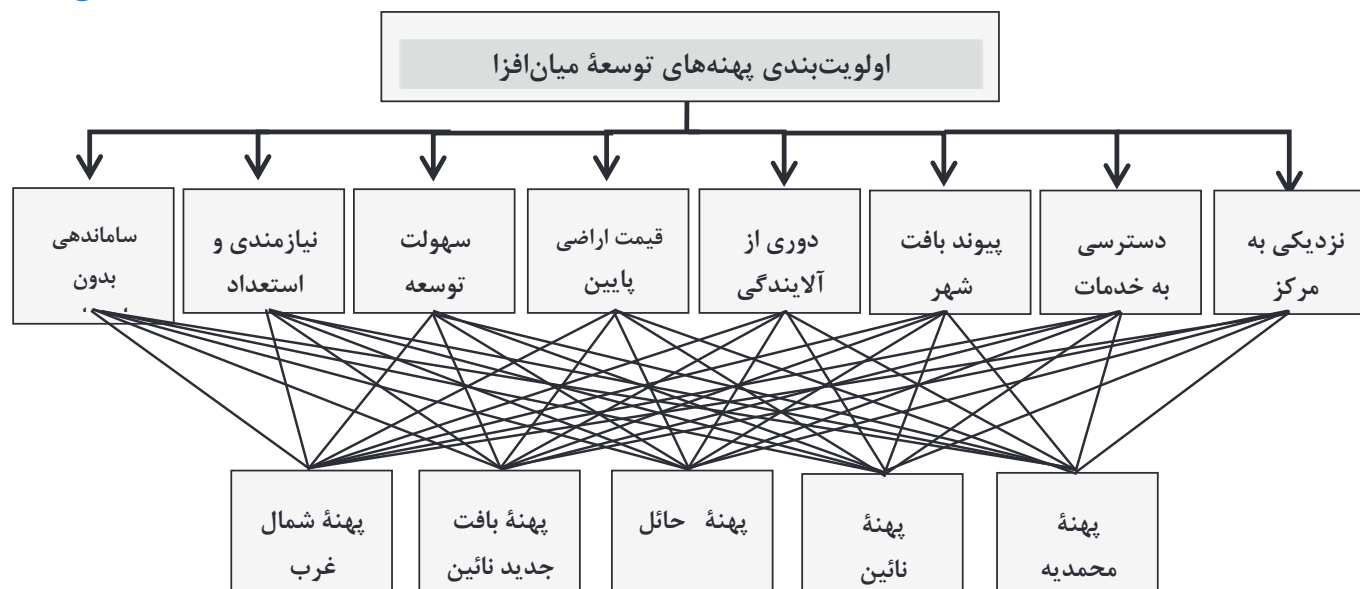 اولویت‌بندی پهنه‌های توسعهٔ میان‌افزا
نزدیکی به
مرکز
دسترسی
به خدمات
پیوند بافت
شهر
دوری از
آلایندگی
قیمت اراضی
پایین
سهولت
توسعه
نیازمندی و
استعداد
ساماندهی
بدون
پهنهٔ
محمدیه
پهنهٔ
نائین
پهنهٔ حائل
پهنهٔ بافت
جدید نائین
پهنهٔ شمال
غرب